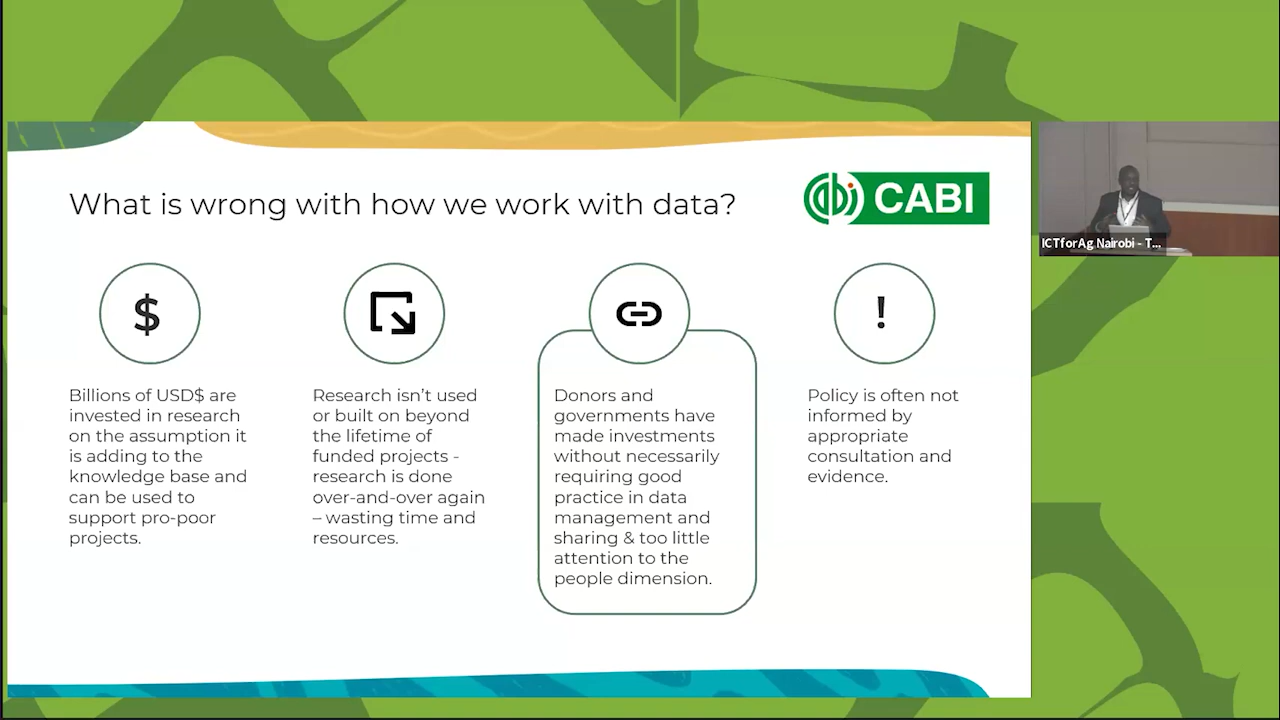 What is wrong with how we work with data?
CABI
$
!
Billions of USD$ are
invested in research
on the assumption it
is adding to the
knowledge base and
can be used to
support pro-poor
projects.
Research isn't used
or built on beyond
the lifetime of
funded projects -
research is done
over-and-over again
– wasting time and
resources.
Donors and
governments have
made investments
without necessarily
requiring good
practice in data
management and
sharing & too little
attention to the
people dimension.
Policy is often not
informed by
appropriate
consultation and
evidence.
ICTforAg Nairobi - T...